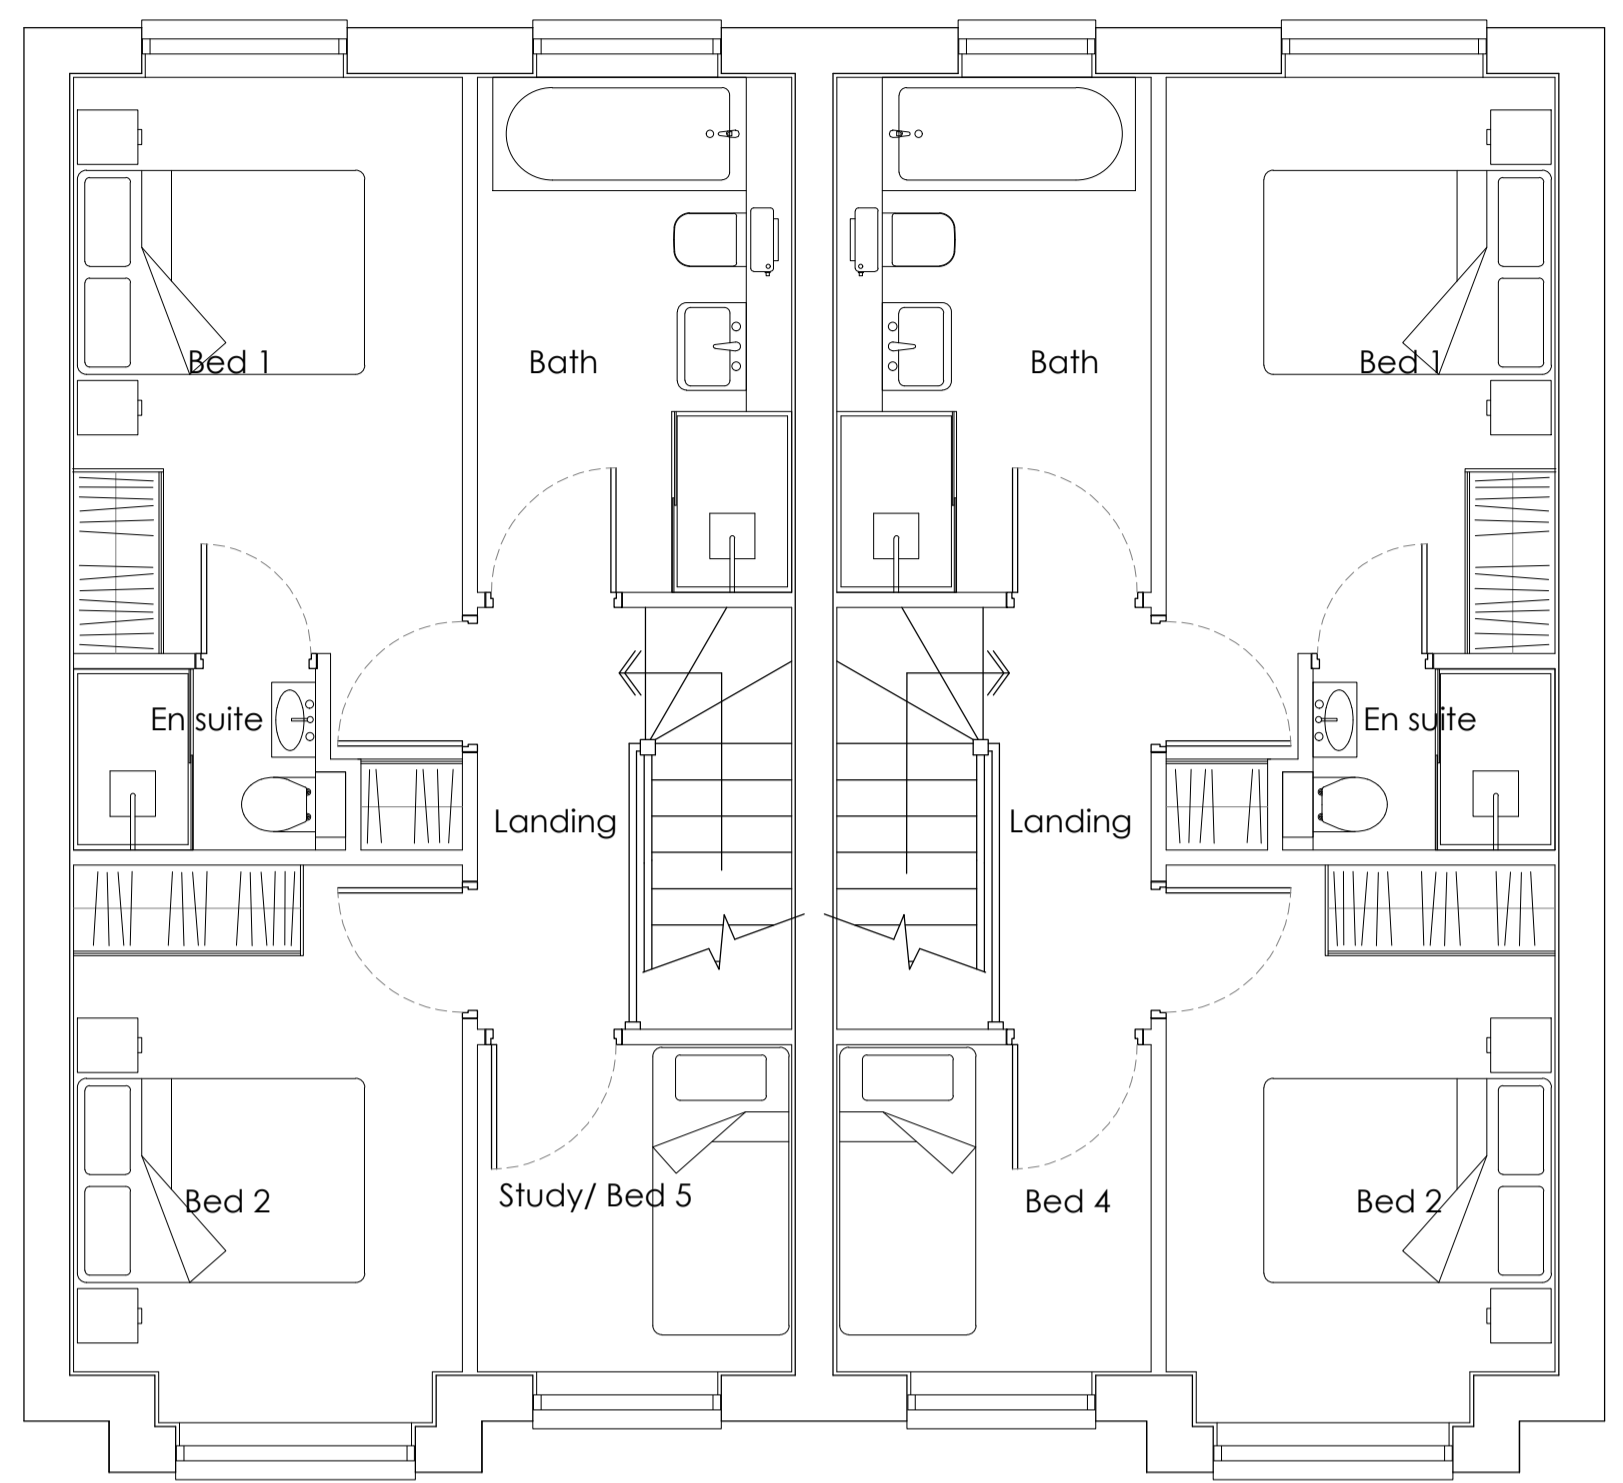 Bed 1
Bath
Bath
Bed 1
En suite
En suite
Landing
Landing
Bed 2
Study/ Bed 5
Bed 4
Bed 2